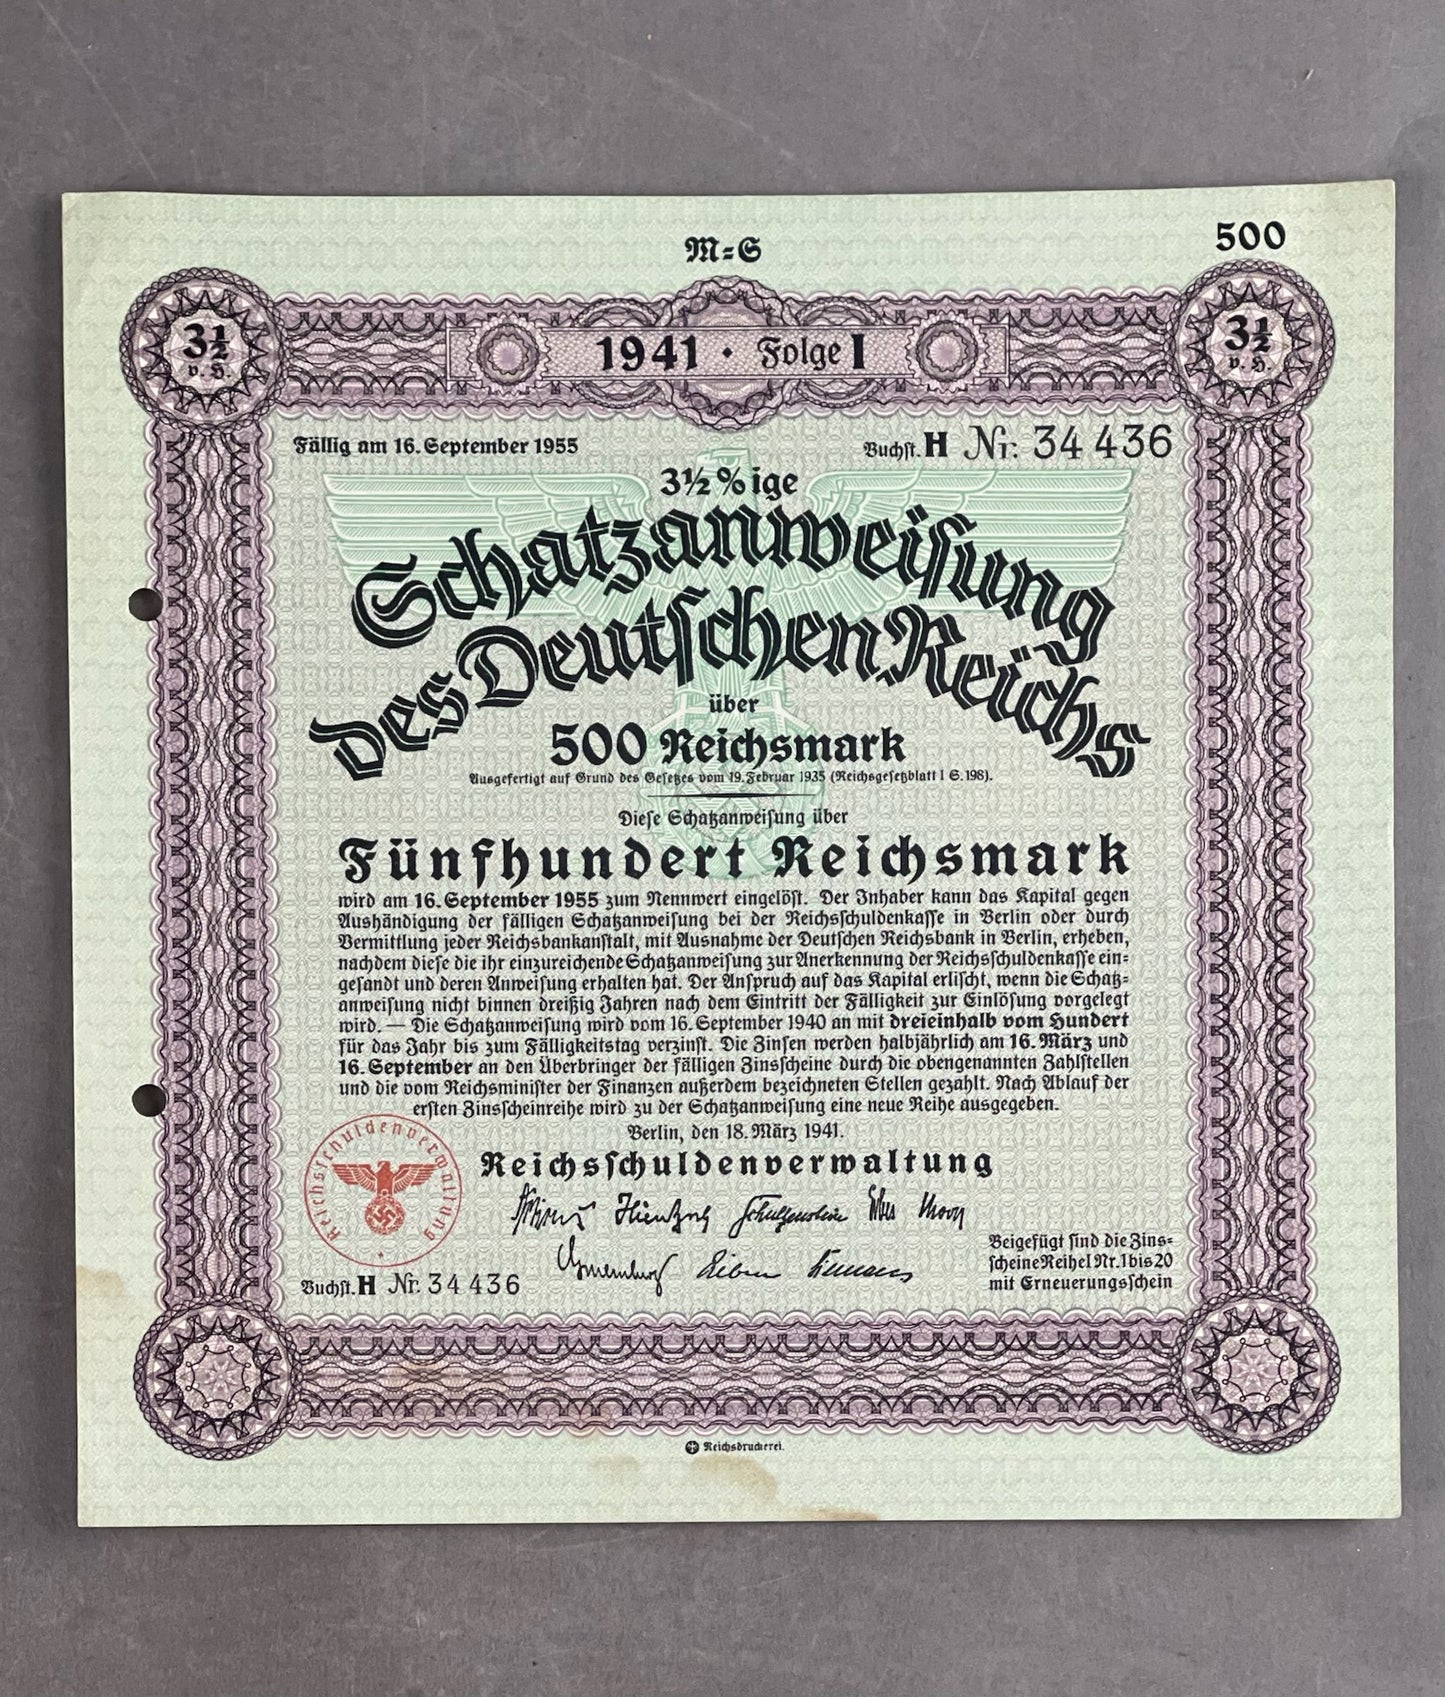 M=S
500
3½ v. H.
1941 · Folge I
3½ v. H.
Fällig am 16. September 1955
Buchst. H Nr. 34 436
3½ % ige
Schatzanweisung
des Deutschen Reichs
über
500 Reichsmark
Ausgefertigt auf Grund des Gesetzes vom 19. Februar 1935 (Reichsgesetzblatt I S. 198).
Diese Schatzanweisung über
Fünfhundert Reichsmark
wird am 16. September 1955 zum Nennwert eingelöst. Der Inhaber kann das Kapital gegen
Aushändigung der fälligen Schatzanweisung bei der Reichsschuldenkasse in Berlin oder durch
Vermittlung jeder Reichsbankanstalt, mit Ausnahme der Deutschen Reichsbank in Berlin, erheben,
nachdem diese die ihr einzureichende Schatzanweisung zur Anerkennung der Reichsschuldenkasse ein=
gesandt und deren Anweisung erhalten hat. Der Anspruch auf das Kapital erlischt, wenn die Schatz=
anweisung nicht binnen dreißig Jahren nach dem Eintritt der Fälligkeit zur Einlösung vorgelegt
wird. — Die Schatzanweisung wird vom 16. September 1940 an mit dreieinhalb vom Hundert
für das Jahr bis zum Fälligkeitstag verzinst. Die Zinsen werden halbjährlich am 16. März und
16. September an den Überbringer der fälligen Zinsscheine durch die obengenannten Zahlstellen
und die vom Reichsminister der Finanzen außerdem bezeichneten Stellen gezahlt. Nach Ablauf der
ersten Zinsscheinreihe wird zu der Schatzanweisung eine neue Reihe ausgegeben.
Berlin, den 18. März 1941.
Reichsschuldenverwaltung
Reichsschuldenverwaltung
Beigefügt sind die Zins=
scheine Reihe I Nr. 1 bis 20
mit Erneuerungsschein
Buchst. H Nr. 34 436
Reichsdruckerei.